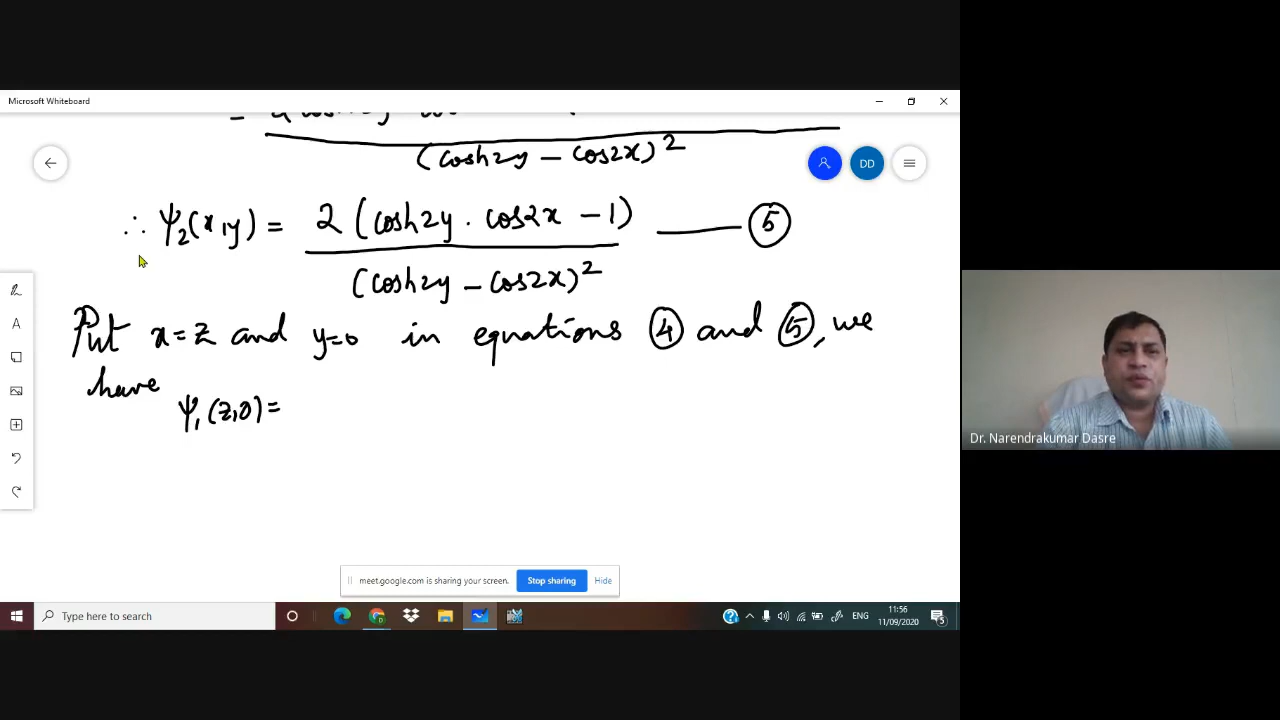 Microsoft Whiteboard
(cosh2y – cos2x)²
DD
∴ ψ₂(x,y) = 2 (cosh2y . cos2x – 1) —— ⑤
(cosh2y – cos2x)²
Put x=z and y=0 in equations ④ and ⑤, we
have
ψ₁(z,0) =
Dr. Narendrakumar Dasre
meet.google.com is sharing your screen. Stop sharing Hide
Type here to search
ENG
11:56
11/09/2020
5